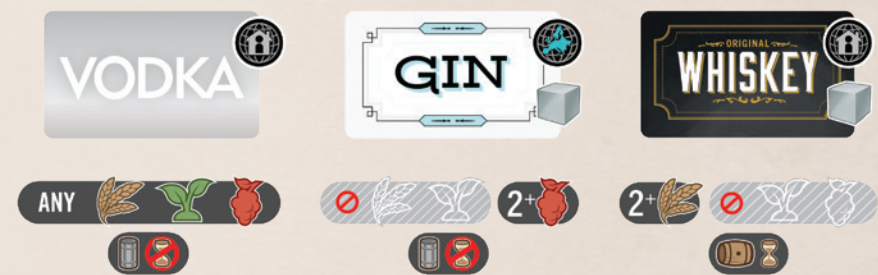 VODKA
GIN
ORIGINAL
WHISKEY
ANY
2+
2+